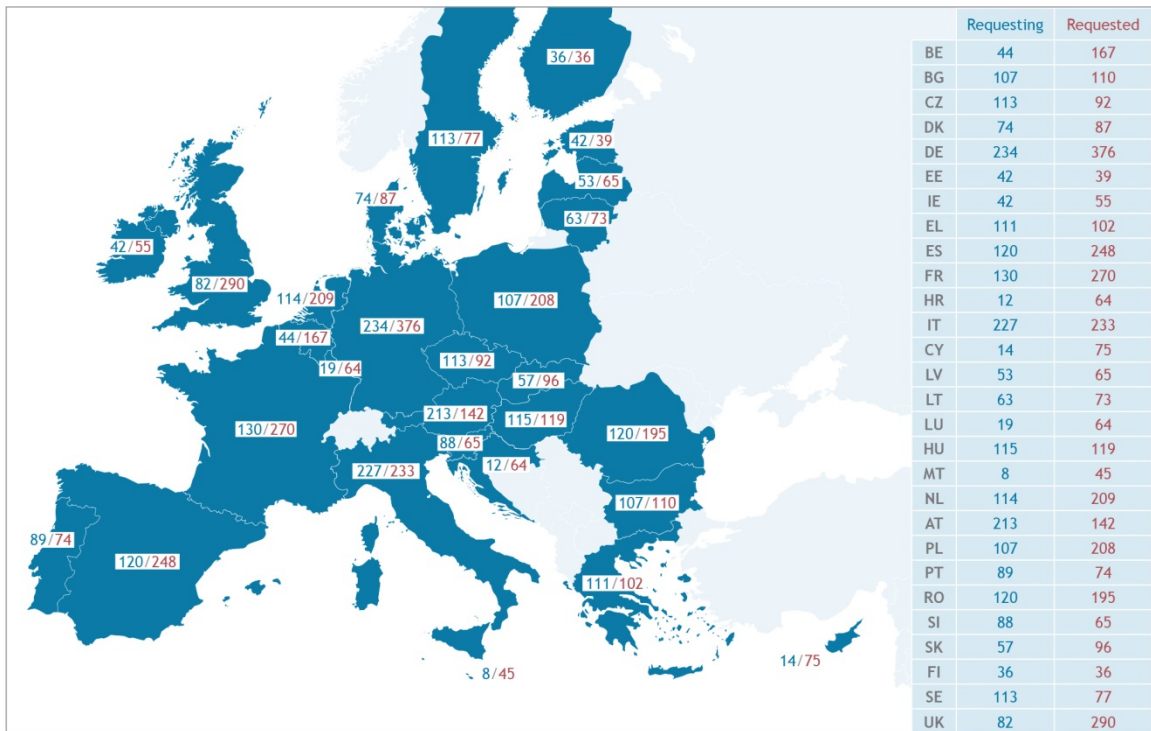 36/36
113/77
42/39
53/65
74/87
63/73
42/55
82/290
114/209
107/208
234/376
44/167
113/92
19/64
57/96
213/142
115/119
130/270
88/65
120/195
12/64
227/233
107/110
89/74
120/248
111/102
14/75
8/45
Requesting Requested
BE 44 167
BG 107 110
CZ 113 92
DK 74 87
DE 234 376
EE 42 39
IE 42 55
EL 111 102
ES 120 248
FR 130 270
HR 12 64
IT 227 233
CY 14 75
LV 53 65
LT 63 73
LU 19 64
HU 115 119
MT 8 45
NL 114 209
AT 213 142
PL 107 208
PT 89 74
RO 120 195
SI 88 65
SK 57 96
FI 36 36
SE 113 77
UK 82 290